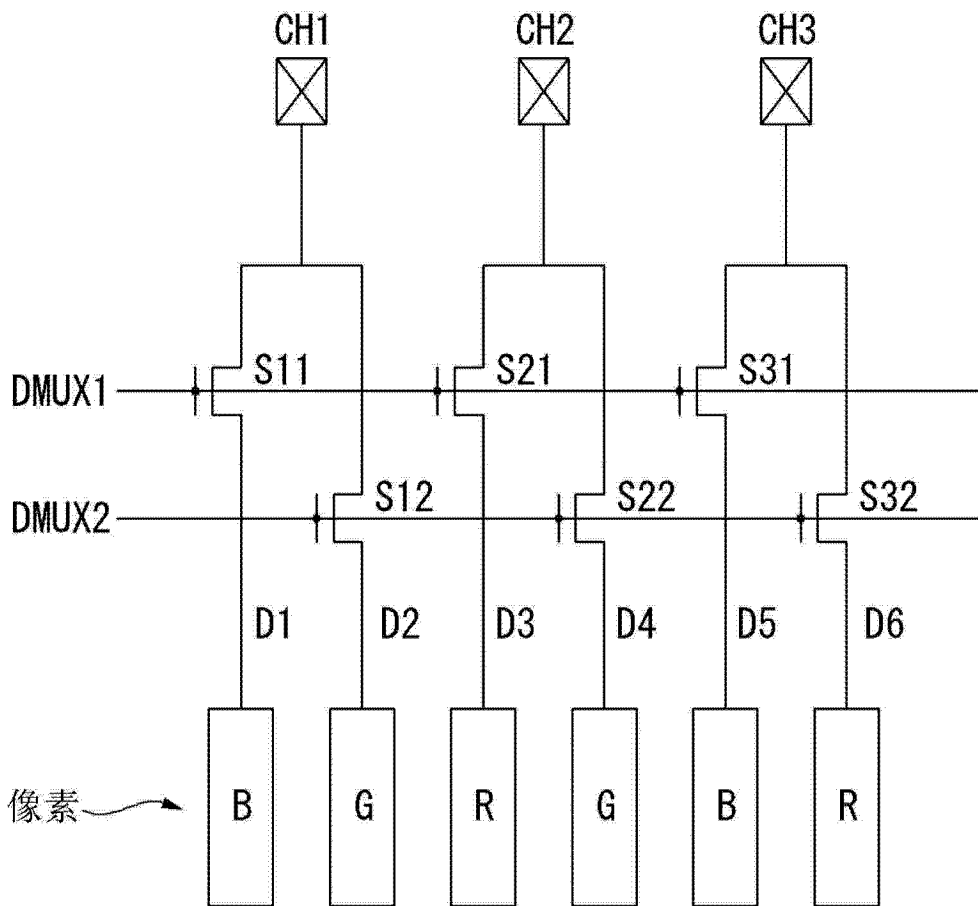 CH1 CH2 CH3
S11 S21 S31
DMUX1
S12 S22 S32
DMUX2
D1 D2 D3 D4 D5 D6
像素 B G R G B R